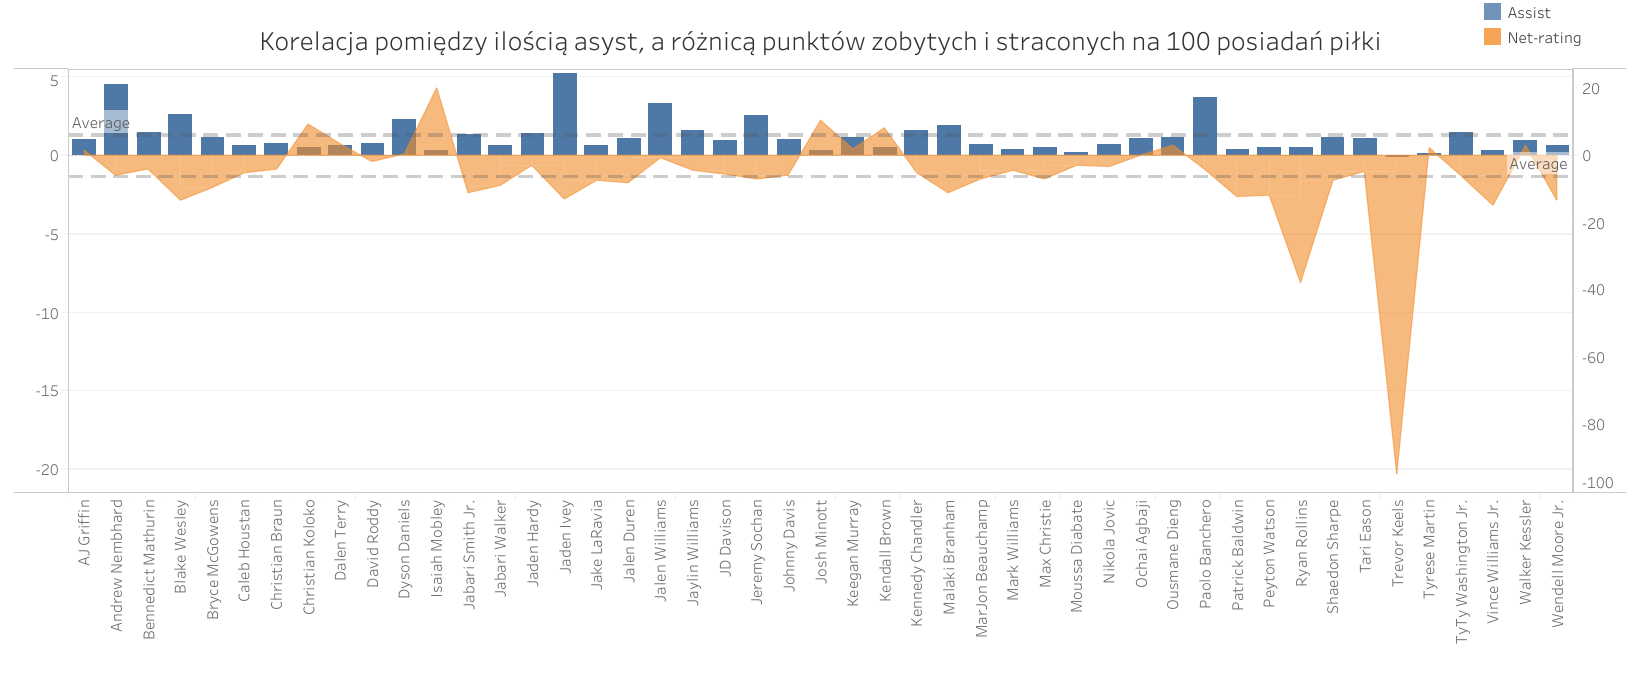 Assist
Net-rating
Korelacja pomiędzy ilością asyst, a różnicą punktów zobytych i straconych na 100 posiadań piłki
5
0
-5
-10
-15
-20
20
0
-20
-40
-60
-80
-100
Average
Average
AJ Griffin
Andrew Nembhard
Bennedict Mathurin
Blake Wesley
Bryce McGowens
Caleb Houstan
Christian Braun
Christian Koloko
Dalen Terry
David Roddy
Dyson Daniels
Isaiah Mobley
Jabari Smith Jr.
Jabari Walker
Jaden Hardy
Jaden Ivey
Jake LaRavia
Jalen Duren
Jalen Williams
Jaylin Williams
JD Davison
Jeremy Sochan
Johnny Davis
Josh Minott
Keegan Murray
Kendall Brown
Kennedy Chandler
Malaki Branham
MarJon Beauchamp
Mark Williams
Max Christie
Moussa Diabate
Nikola Jovic
Ochai Agbaji
Ousmane Dieng
Paolo Banchero
Patrick Baldwin
Peyton Watson
Ryan Rollins
Shaedon Sharpe
Tari Eason
Trevor Keels
Tyrese Martin
TyTy Washington Jr.
Vince Williams Jr.
Walker Kessler
Wendell Moore Jr.